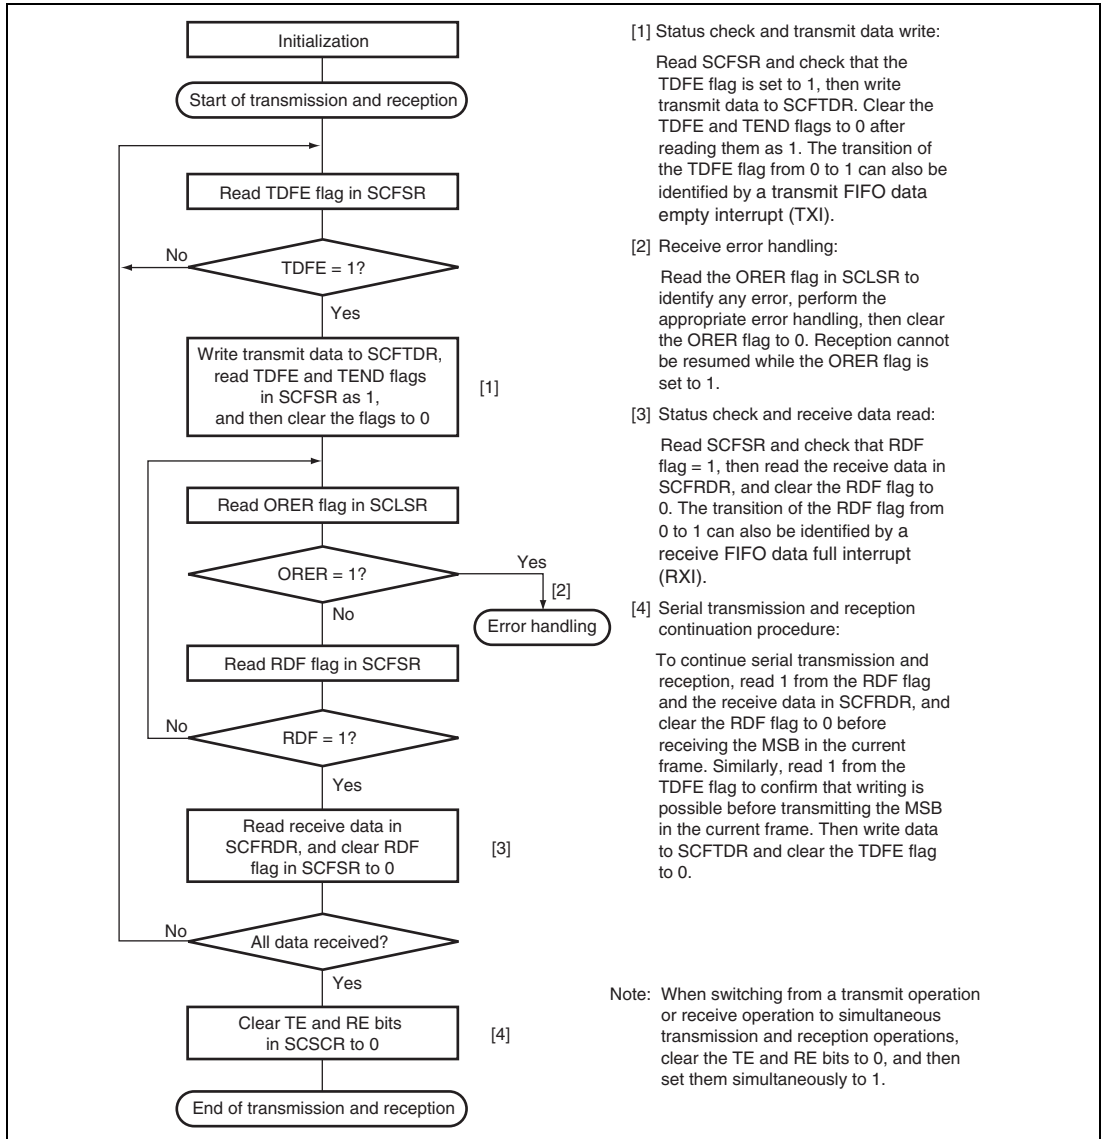 Initialization
Start of transmission and reception
Read TDFE flag in SCFSR
No
TDFE = 1?
Yes
Write transmit data to SCFTDR,
read TDFE and TEND flags
in SCFSR as 1,
and then clear the flags to 0
[1]
Read ORER flag in SCLSR
ORER = 1?
Yes
[2]
No
Error handling
Read RDF flag in SCFSR
No
RDF = 1?
Yes
Read receive data in
SCFRDR, and clear RDF
flag in SCFSR to 0
[3]
No
All data received?
Yes
Clear TE and RE bits
in SCSCR to 0
[4]
End of transmission and reception
[1] Status check and transmit data write:
Read SCFSR and check that the
TDFE flag is set to 1, then write
transmit data to SCFTDR. Clear the
TDFE and TEND flags to 0 after
reading them as 1. The transition of
the TDFE flag from 0 to 1 can also be
identified by a transmit FIFO data
empty interrupt (TXI).
[2] Receive error handling:
Read the ORER flag in SCLSR to
identify any error, perform the
appropriate error handling, then clear
the ORER flag to 0. Reception cannot
be resumed while the ORER flag is
set to 1.
[3] Status check and receive data read:
Read SCFSR and check that RDF
flag = 1, then read the receive data in
SCFRDR, and clear the RDF flag to
0. The transition of the RDF flag from
0 to 1 can also be identified by a
receive FIFO data full interrupt
(RXI).
[4] Serial transmission and reception
continuation procedure:
To continue serial transmission and
reception, read 1 from the RDF flag
and the receive data in SCFRDR, and
clear the RDF flag to 0 before
receiving the MSB in the current
frame. Similarly, read 1 from the
TDFE flag to confirm that writing is
possible before transmitting the MSB
in the current frame. Then write data
to SCFTDR and clear the TDFE flag
to 0.
Note: When switching from a transmit operation
or receive operation to simultaneous
transmission and reception operations,
clear the TE and RE bits to 0, and then
set them simultaneously to 1.